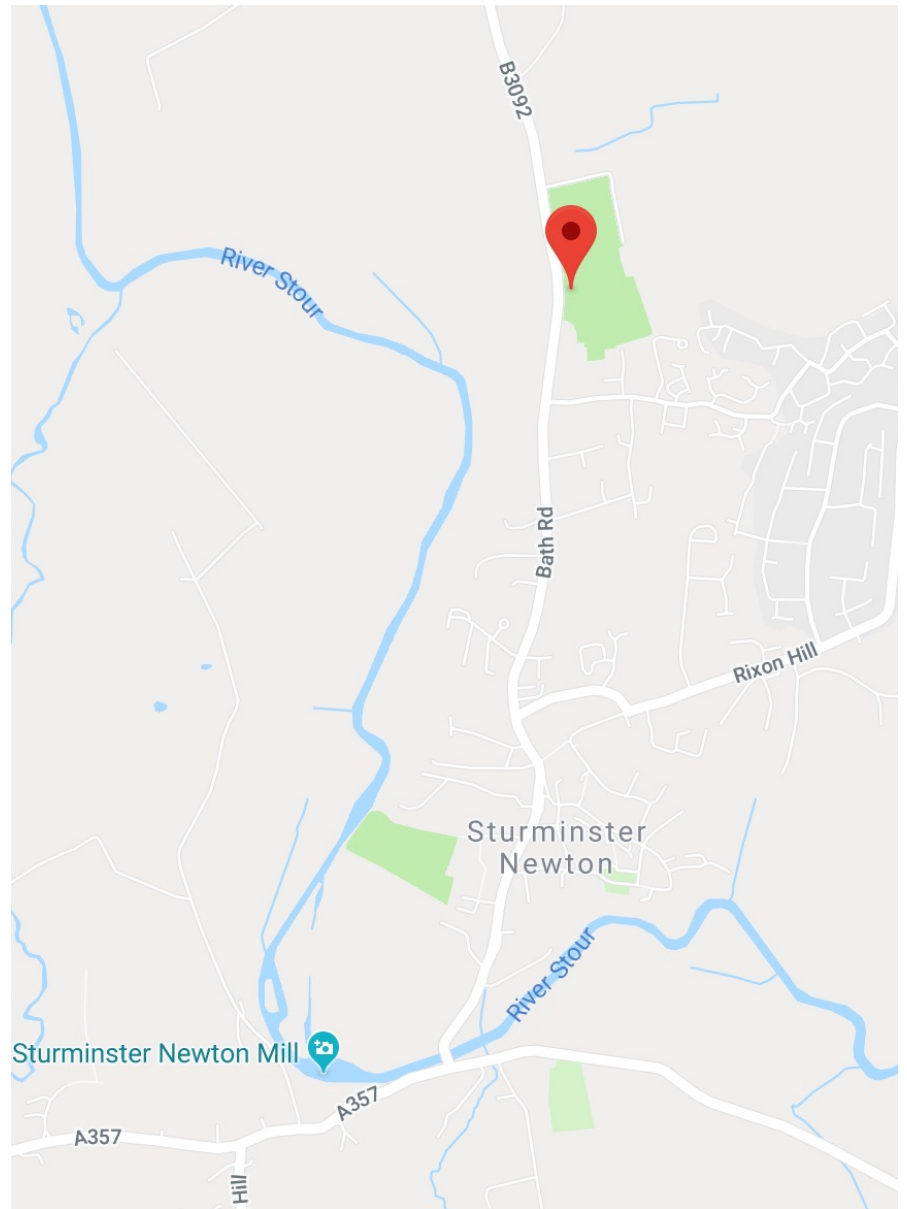 B3092
River Stour
Bath Rd
Rixon Hill
Sturminster
Newton
River Stour
Sturminster Newton Mill
A357
A357
Hill